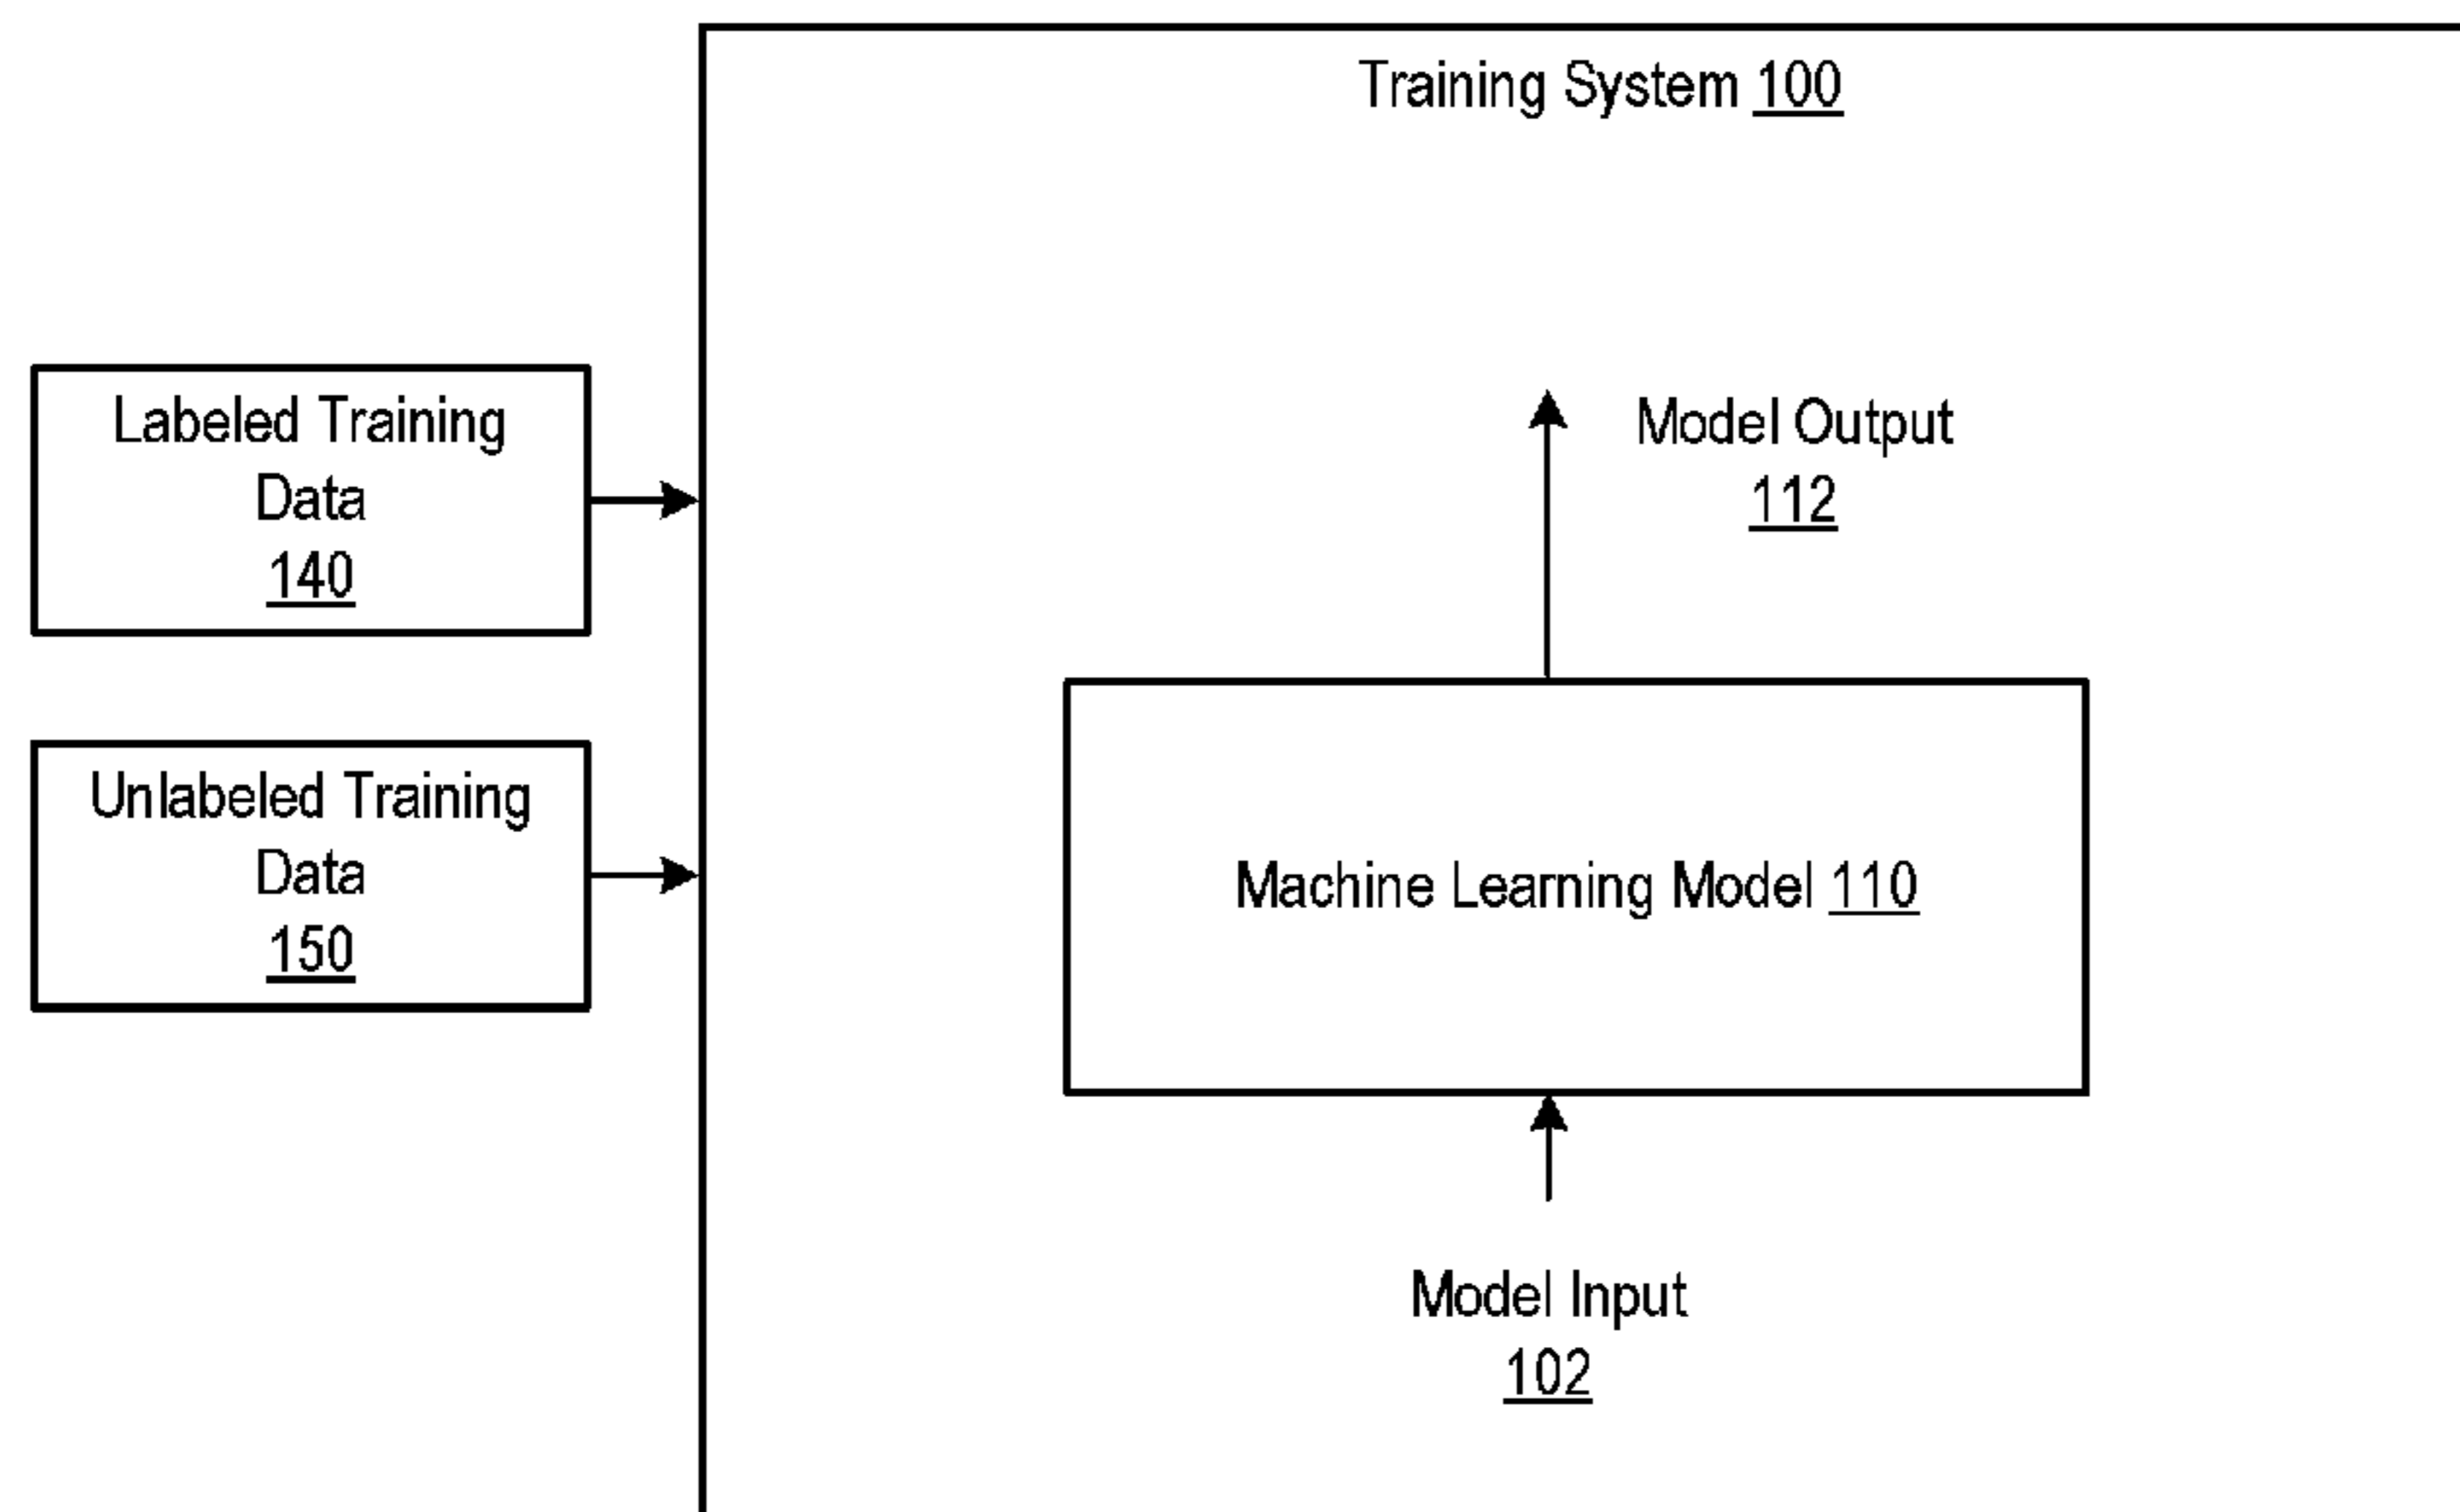 Training System 100
Labeled Training
Data
140
Model Output
112
Unlabeled Training
Data
150
Machine Learning Model 110
Model Input
102